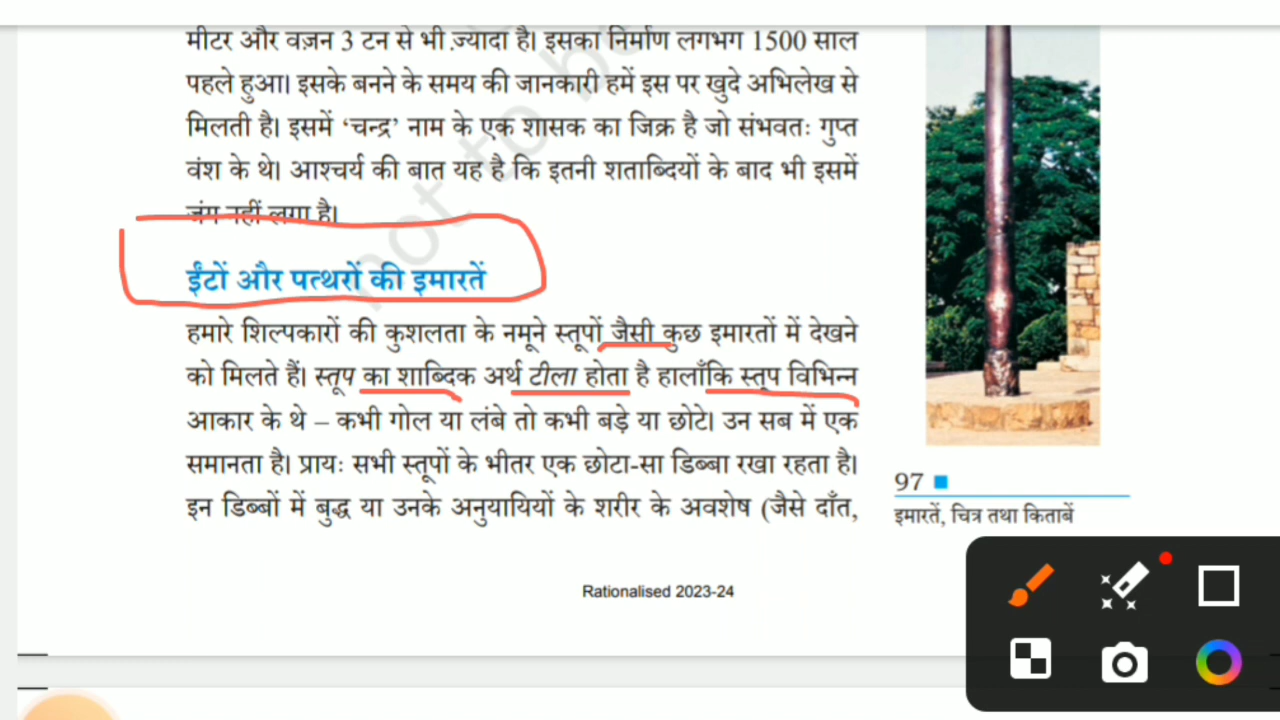 मीटर और वज़न 3 टन से भी ज़्यादा है। इसका निर्माण लगभग 1500 साल
पहले हुआ। इसके बनने के समय की जानकारी हमें इस पर खुदे अभिलेख से
मिलती है। इसमें ‘चन्द्र’ नाम के एक शासक का जिक्र है जो संभवतः गुप्त
वंश के थे। आश्चर्य की बात यह है कि इतनी शताब्दियों के बाद भी इसमें
जंग नहीं लगा है।
ईंटों और पत्थरों की इमारतें
हमारे शिल्पकारों की कुशलता के नमूने स्तूपों जैसी कुछ इमारतों में देखने
को मिलते हैं। स्तूप का शाब्दिक अर्थ टीला होता है हालाँकि स्तूप विभिन्न
आकार के थे – कभी गोल या लंबे तो कभी बड़े या छोटे। उन सब में एक
समानता है। प्रायः सभी स्तूपों के भीतर एक छोटा-सा डिब्बा रखा रहता है।
इन डिब्बों में बुद्ध या उनके अनुयायियों के शरीर के अवशेष (जैसे दाँत,
97
इमारतें, चित्र तथा किताबें
not to be
Rationalised 2023-24